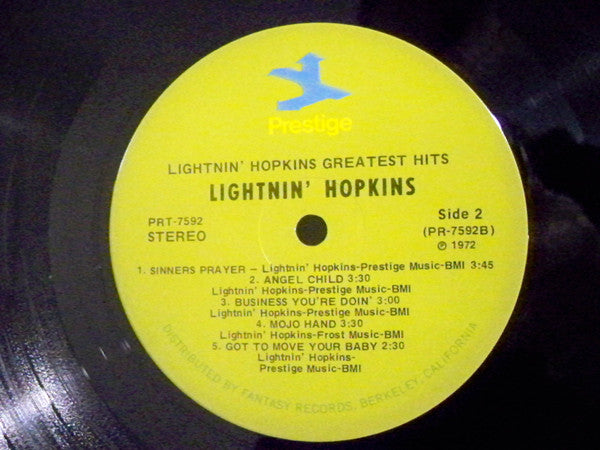 Prestige
LIGHTNIN' HOPKINS GREATEST HITS
LIGHTNIN' HOPKINS
PRT-7592
STEREO
Side 2
(PR-7592B)
℗ 1972
1. SINNERS PRAYER – Lightnin' Hopkins-Prestige Music-BMI 3:45
2. ANGEL CHILD 3:30
Lightnin' Hopkins-Prestige Music-BMI
3. BUSINESS YOU'RE DOIN' 3:00
Lightnin' Hopkins-Prestige Music-BMI
4. MOJO HAND 3:30
Lightnin' Hopkins-Frost Music-BMI
5. GOT TO MOVE YOUR BABY 2:30
Lightnin' Hopkins-
Prestige Music-BMI
DISTRIBUTED BY FANTASY RECORDS, BERKELEY, CALIFORNIA